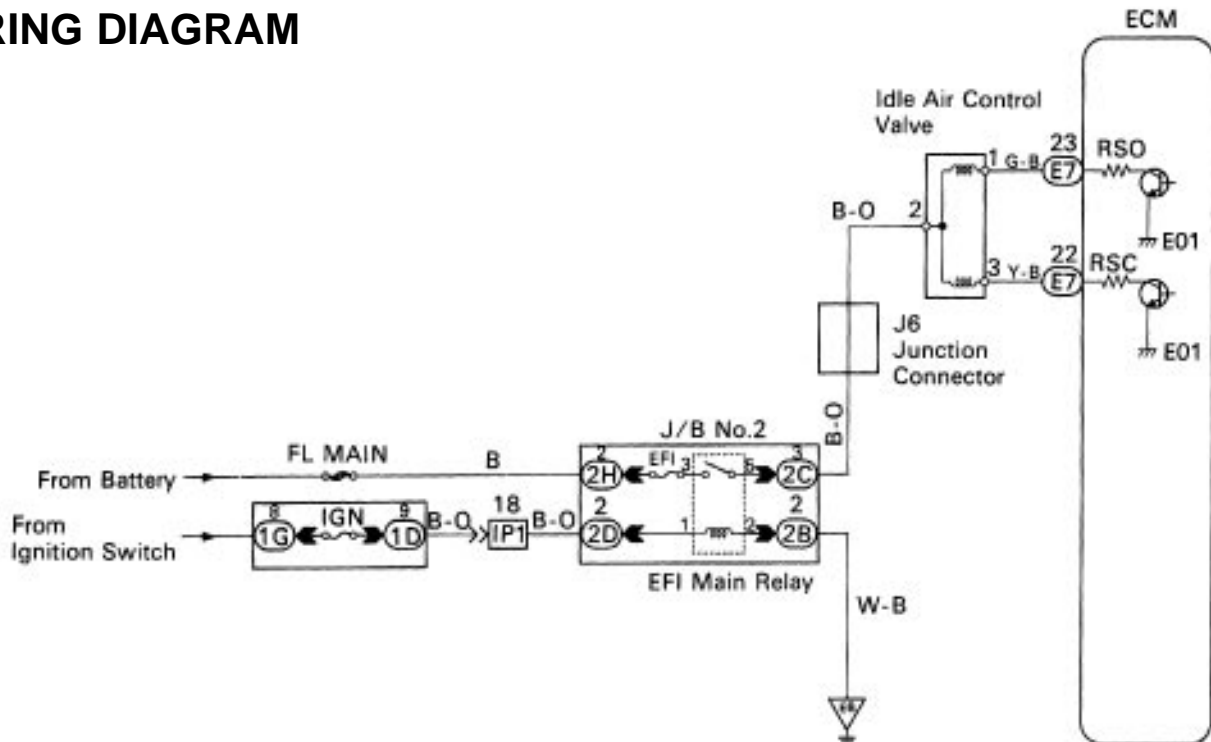 RING DIAGRAM
ECM
Idle Air Control
Valve
1 G-B
23
E7
RSO
E01
B-O
2
3 Y-B
22
E7
RSC
E01
J6
Junction
Connector
B-O
J/B No.2
From Battery
FL MAIN
B
2
2H
EFI
3
5
3
2C
From
Ignition Switch
8
1G
IGN
9
1D
B-O
18
IP1
B-O
2
2D
1
2
2
2B
EFI Main Relay
W-B